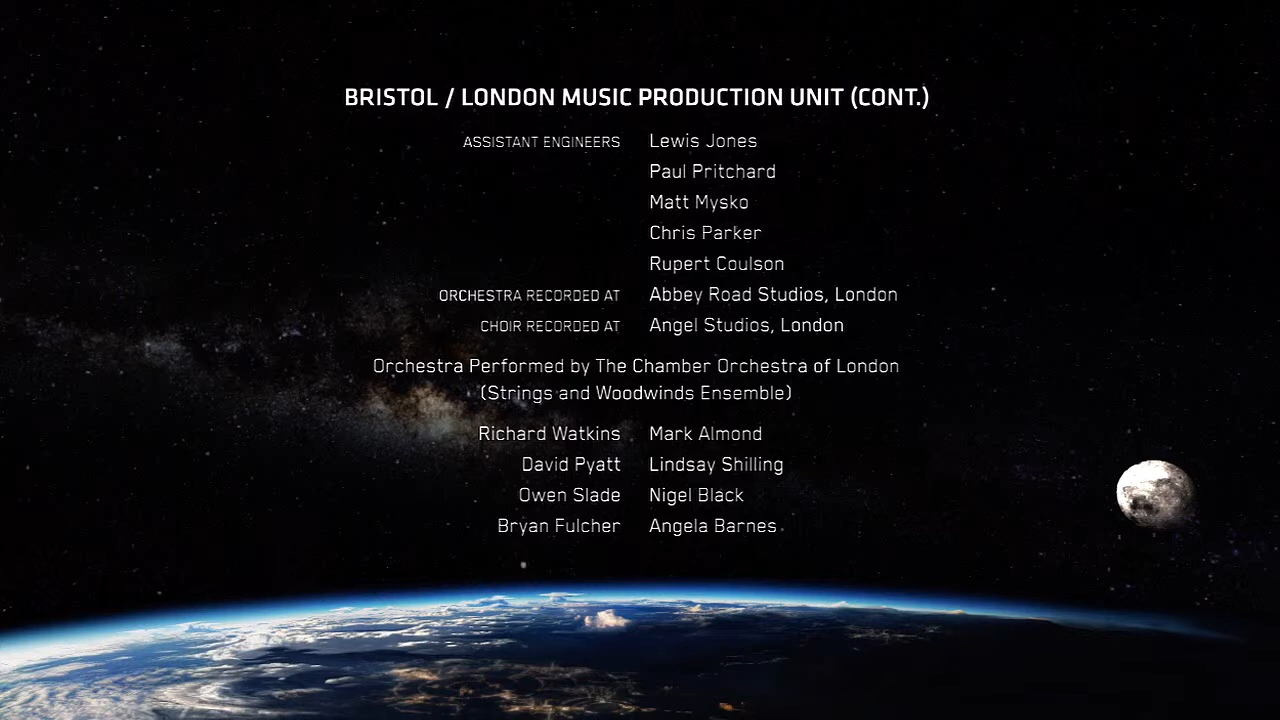 BRISTOL / LONDON MUSIC PRODUCTION UNIT (CONT.)
ASSISTANT ENGINEERS Lewis Jones
Paul Pritchard
Matt Mysko
Chris Parker
Rupert Coulson
ORCHESTRA RECORDED AT Abbey Road Studios, London
CHOIR RECORDED AT Angel Studios, London
Orchestra Performed by The Chamber Orchestra of London
(Strings and Woodwinds Ensemble)
Richard Watkins Mark Almond
David Pyatt Lindsay Shilling
Owen Slade Nigel Black
Bryan Fulcher Angela Barnes